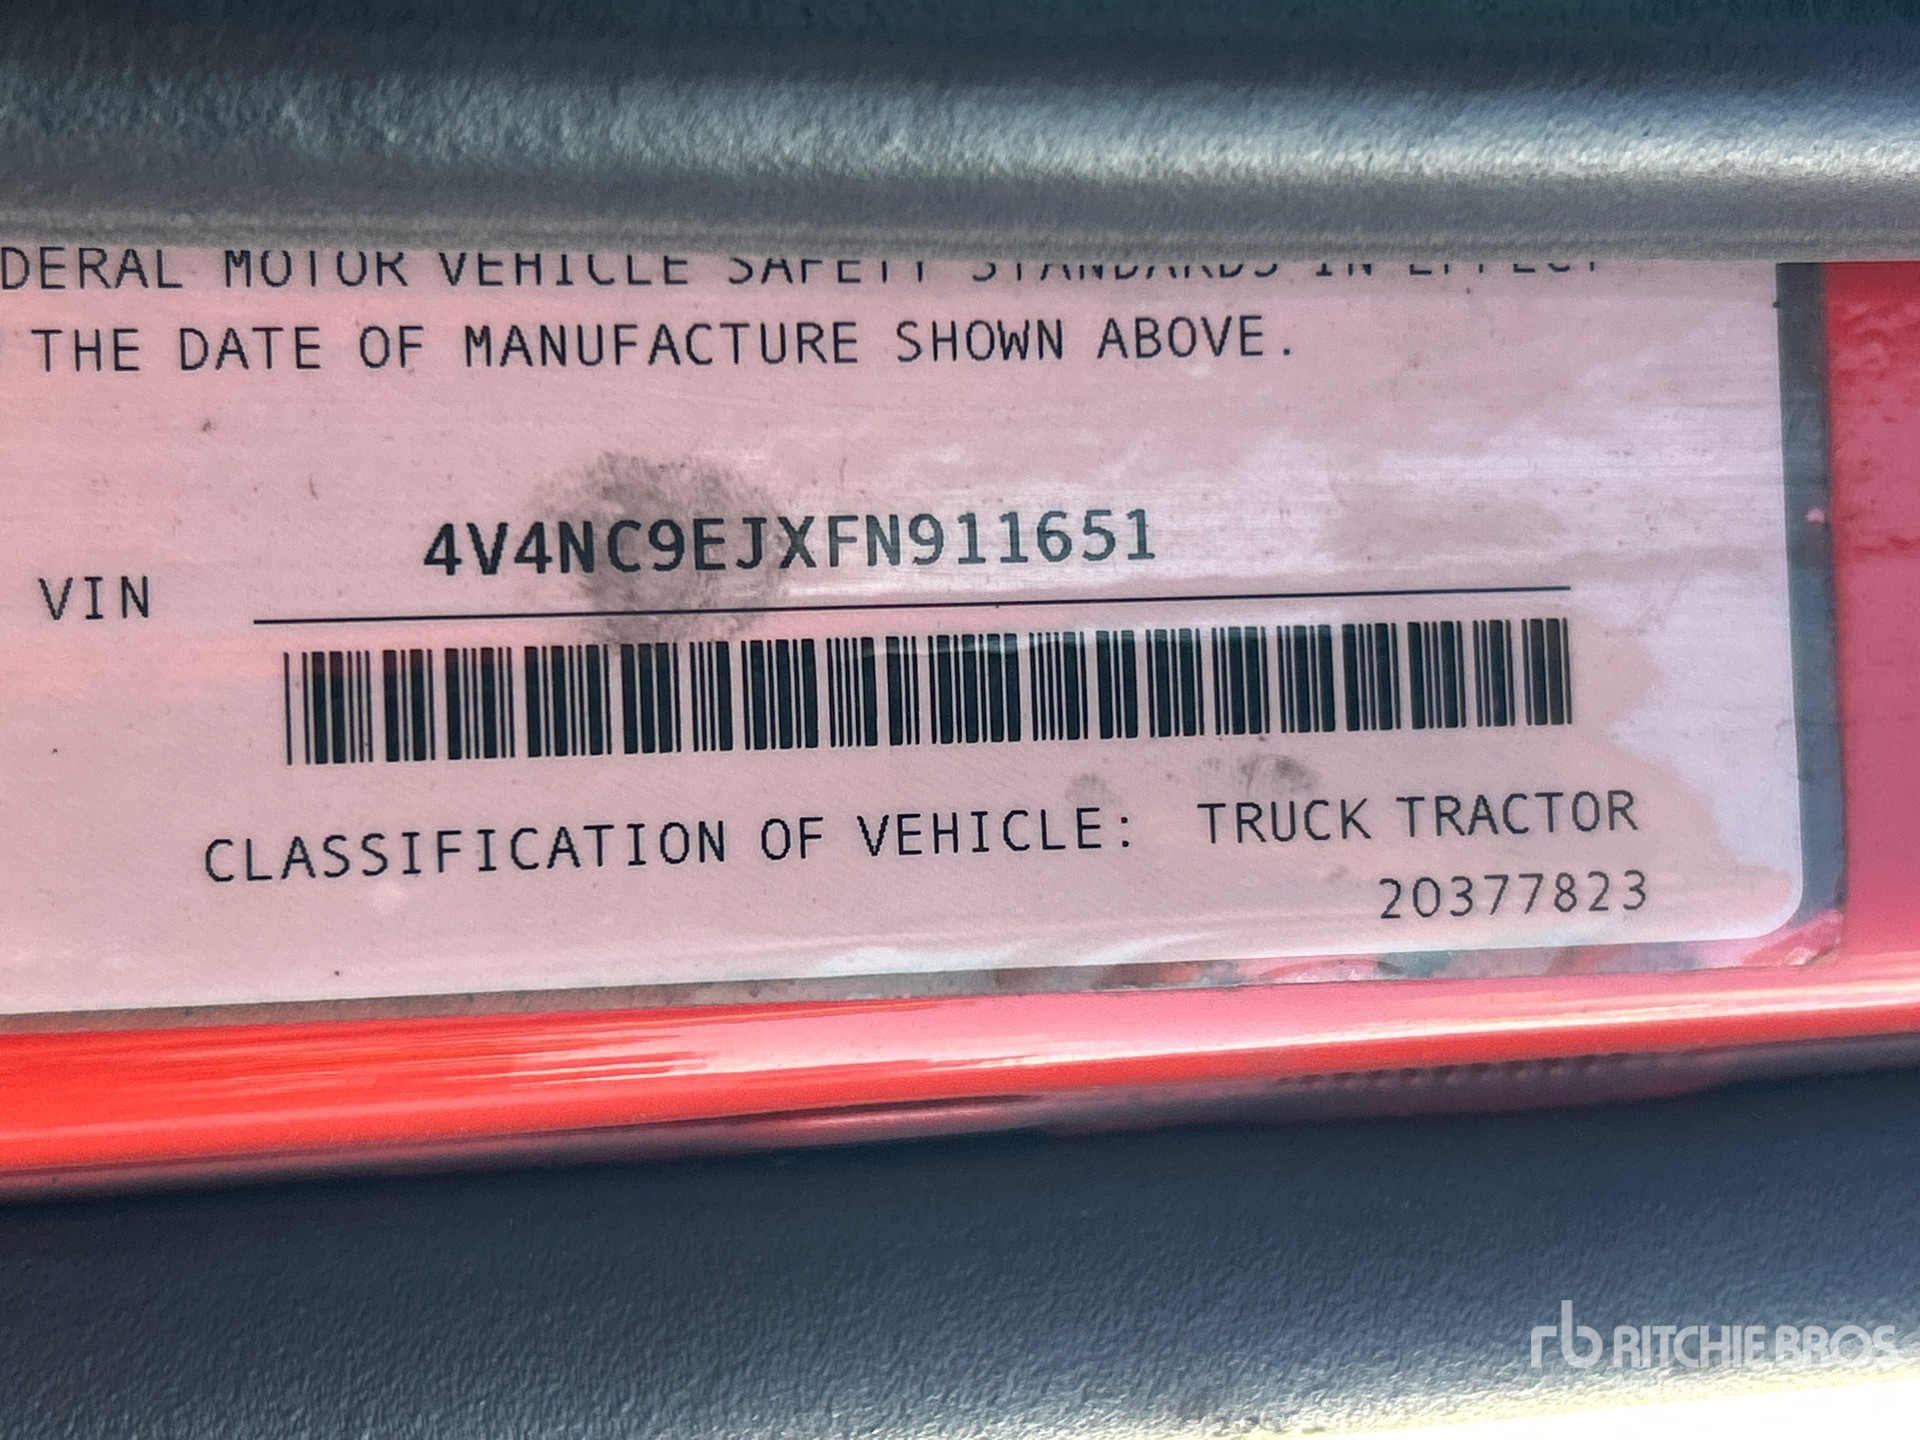 DERAL MOTOR VEHICLE SAFETY STANDARDS IN EFFECT
THE DATE OF MANUFACTURE SHOWN ABOVE.
4V4NC9EJXFN911651
VIN
CLASSIFICATION OF VEHICLE: TRUCK TRACTOR
20377823
rb RITCHIE BROS